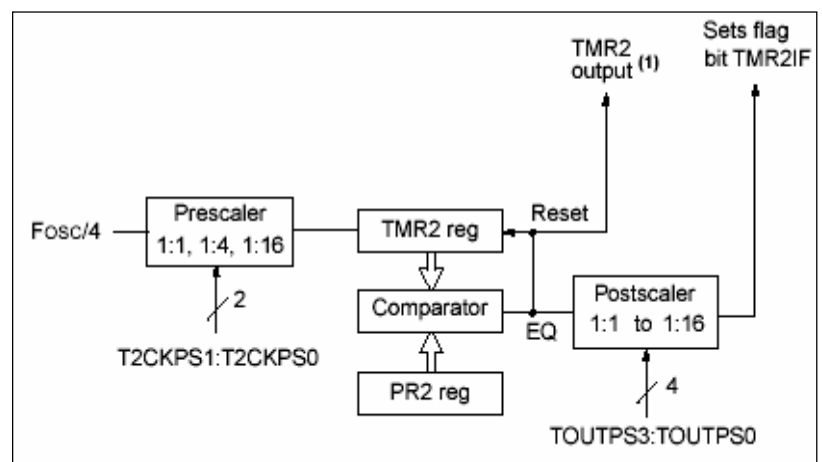 TMR2
output (1)
Sets flag
bit TMR2IF
Fosc/4
Prescaler
1:1, 1:4, 1:16
2
T2CKPS1:T2CKPS0
TMR2 reg
Reset
Comparator
EQ
PR2 reg
Postscaler
1:1 to 1:16
4
TOUTPS3:TOUTPS0